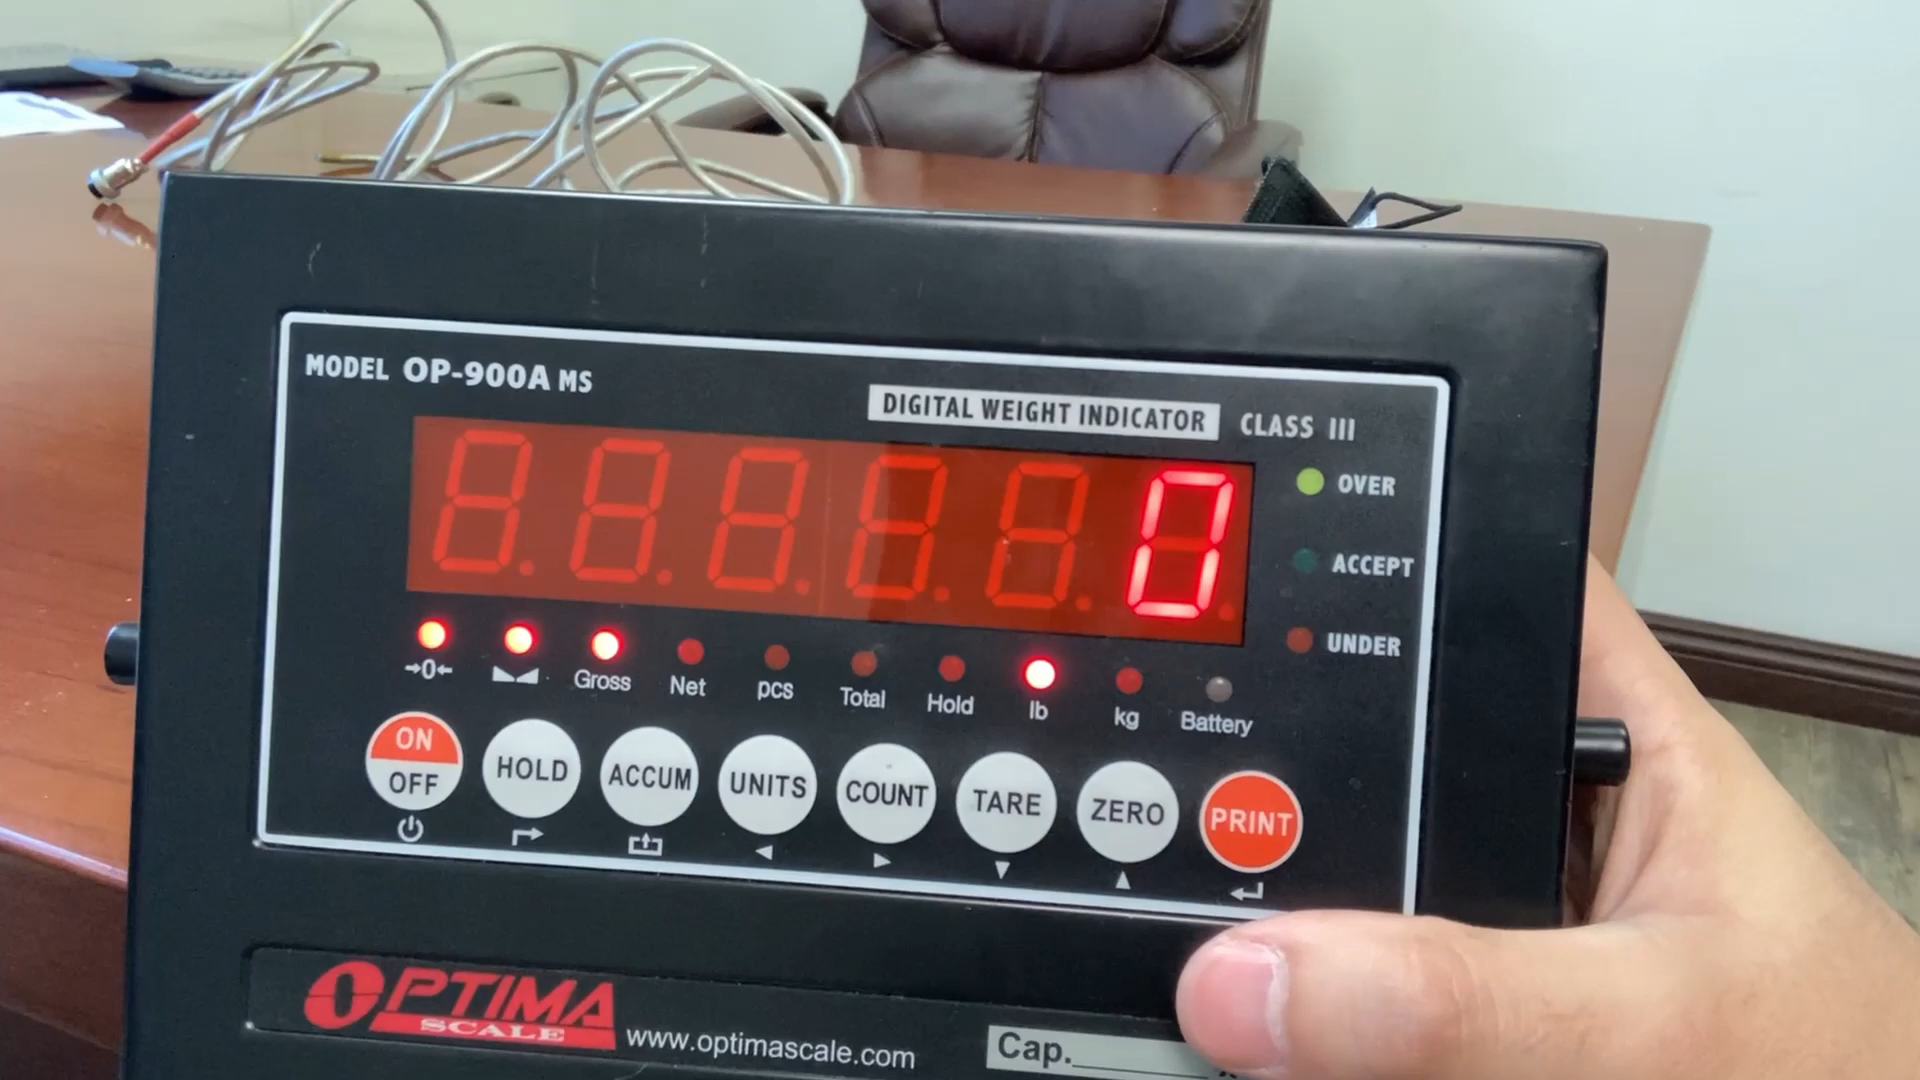 MODEL OP-900A MS
DIGITAL WEIGHT INDICATOR CLASS III
0
OVER
ACCEPT
UNDER
→0← Gross Net pcs Total Hold lb kg Battery
ON OFF HOLD ACCUM UNITS COUNT TARE ZERO PRINT
OPTIMA
SCALE
www.optimascale.com
Cap.